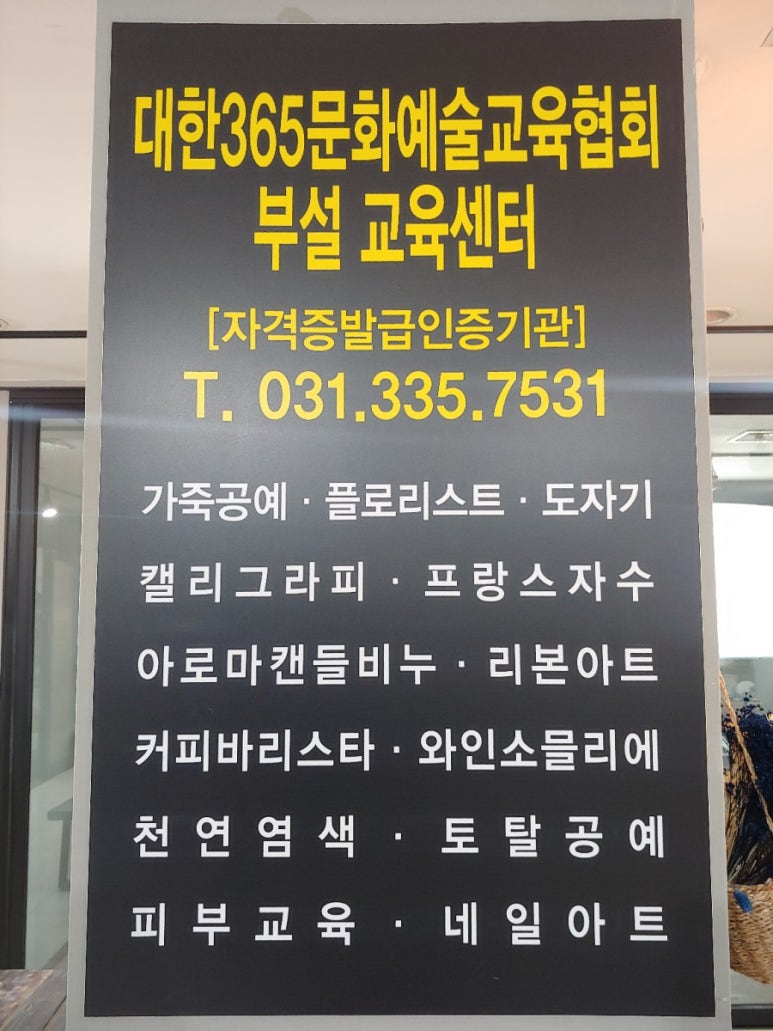 대한365문화예술교육협회
부설 교육센터
[자격증발급인증기관]
T. 031.335.7531
가죽공예 · 플로리스트 · 도자기
캘리그라피 · 프랑스자수
아로마캔들비누 · 리본아트
커피바리스타 · 와인소믈리에
천연염색 · 토탈공예
피부교육 · 네일아트